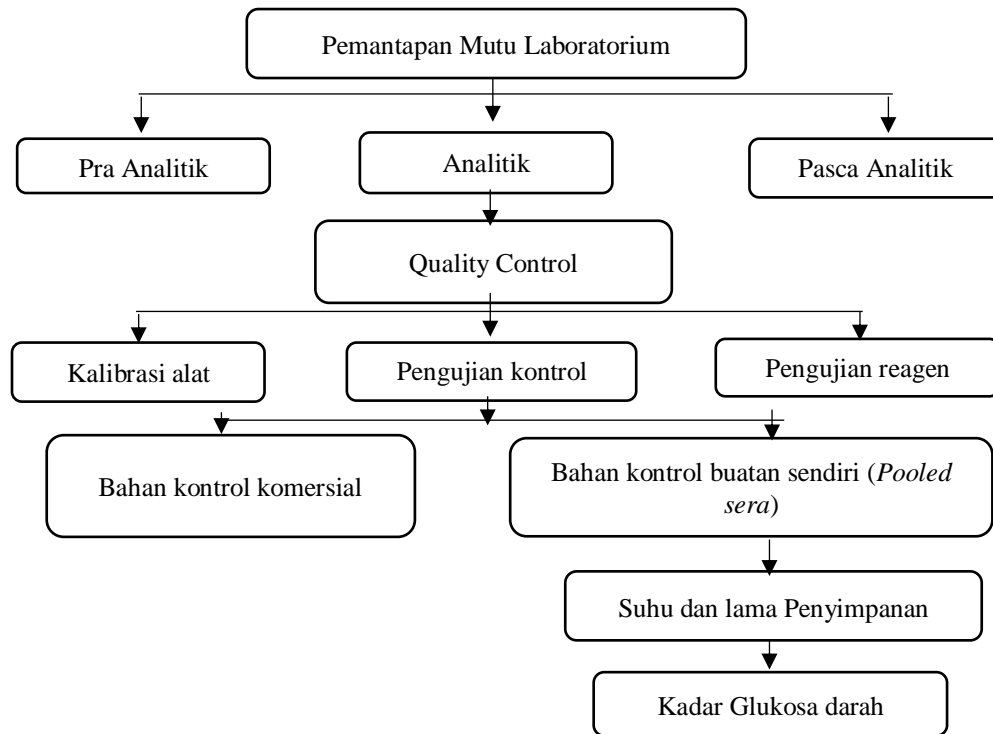 Pemantapan Mutu Laboratorium
Pra Analitik
Analitik
Pasca Analitik
Quality Control
Kalibrasi alat
Pengujian kontrol
Pengujian reagen
Bahan kontrol komersial
Bahan kontrol buatan sendiri (Pooled
sera)
Suhu dan lama Penyimpanan
Kadar Glukosa darah